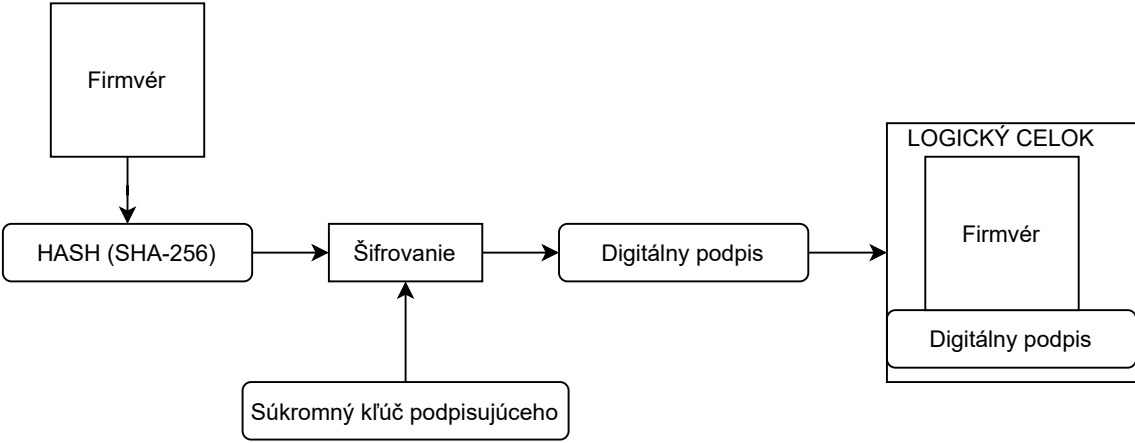 Firmvér
LOGICKÝ CELOK
Firmvér
HASH (SHA-256)
Šifrovanie
Digitálny podpis
Digitálny podpis
Súkromný kľúč podpisujúceho